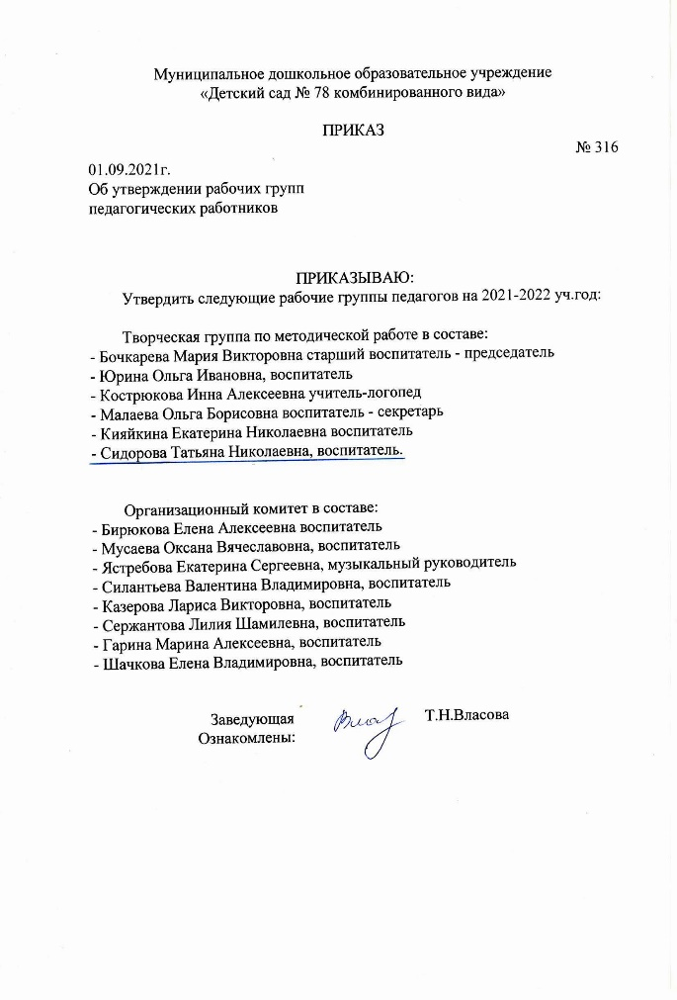 Муниципальное дошкольное образовательное учреждение
«Детский сад № 78 комбинированного вида»
ПРИКАЗ
№ 316
01.09.2021г.
Об утверждении рабочих групп
педагогических работников
ПРИКАЗЫВАЮ:
Утвердить следующие рабочие группы педагогов на 2021-2022 уч.год:
Творческая группа по методической работе в составе:
- Бочкарева Мария Викторовна старший воспитатель - председатель
- Юрина Ольга Ивановна, воспитатель
- Кострюкова Инна Алексеевна учитель-логопед
- Малаева Ольга Борисовна воспитатель - секретарь
- Кияйкина Екатерина Николаевна воспитатель
- Сидорова Татьяна Николаевна, воспитатель.
Организационный комитет в составе:
- Бирюкова Елена Алексеевна воспитатель
- Мусаева Оксана Вячеславовна, воспитатель
- Ястребова Екатерина Сергеевна, музыкальный руководитель
- Силантьева Валентина Владимировна, воспитатель
- Казерова Лариса Викторовна, воспитатель
- Сержантова Лилия Шамилевна, воспитатель
- Гарина Марина Алексеевна, воспитатель
- Шачкова Елена Владимировна, воспитатель
Заведующая Т.Н.Власова
Ознакомлены: